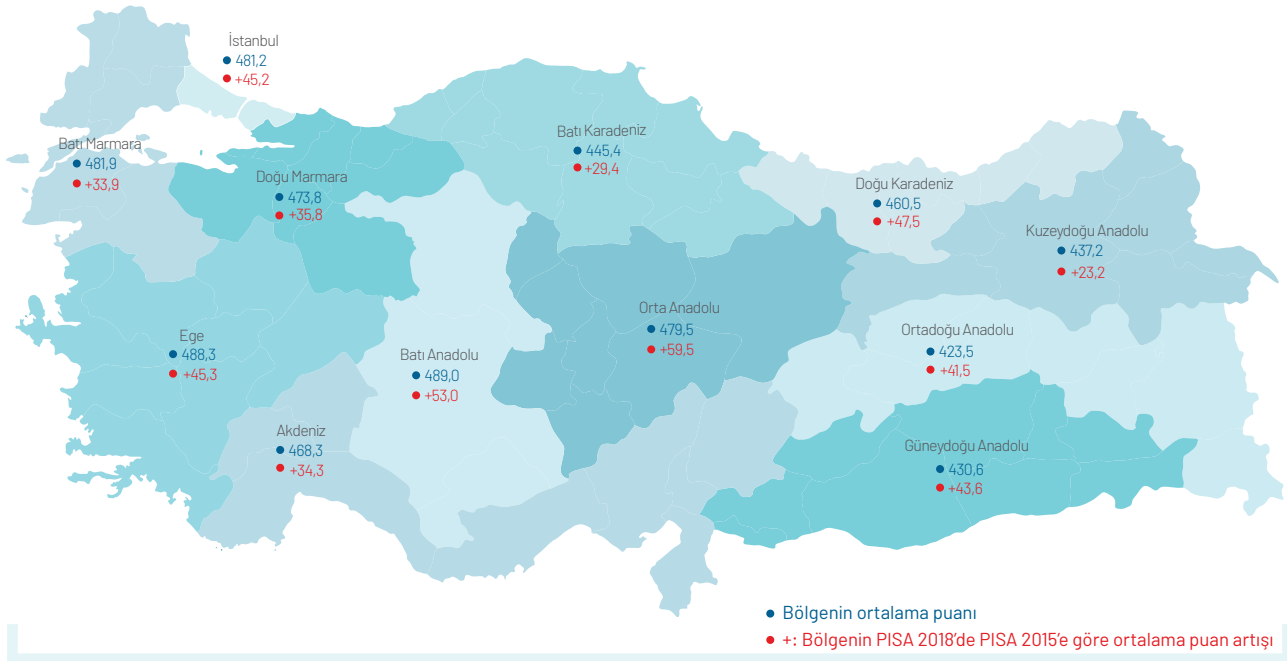 İstanbul
481,2
+45,2
Batı Marmara
481,9
+33,9
Doğu Marmara
473,8
+35,8
Batı Karadeniz
445,4
+29,4
Doğu Karadeniz
460,5
+47,5
Kuzeydoğu Anadolu
437,2
+23,2
Orta Anadolu
479,5
+59,5
Ortadoğu Anadolu
423,5
+41,5
Ege
488,3
+45,3
Batı Anadolu
489,0
+53,0
Akdeniz
468,3
+34,3
Güneydoğu Anadolu
430,6
+43,6
Bölgenin ortalama puanı
+: Bölgenin PISA 2018'de PISA 2015'e göre ortalama puan artışı